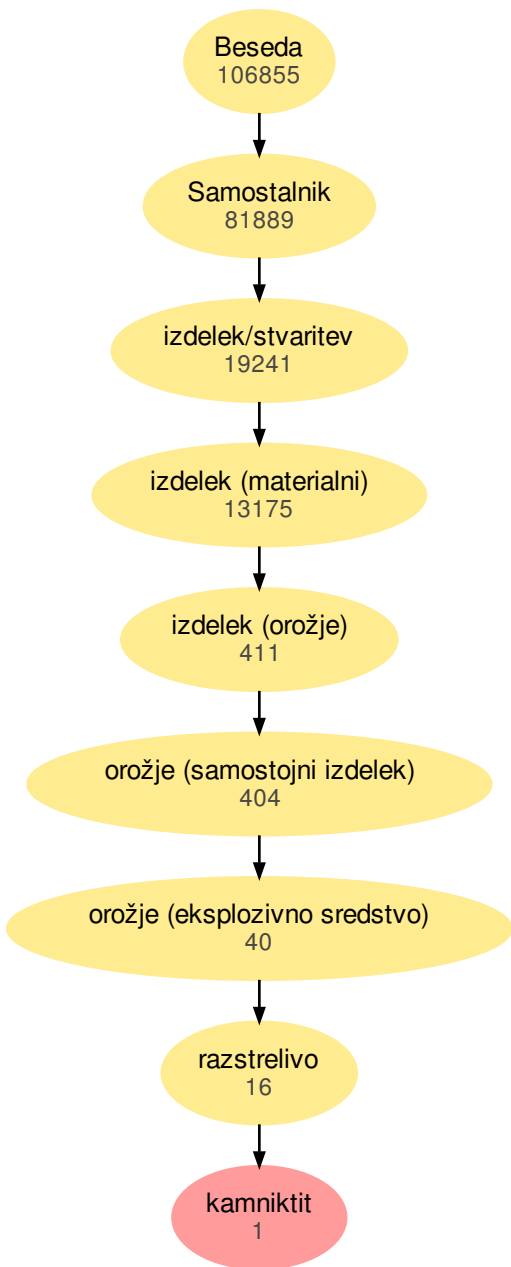 Beseda
106855
Samostalnik
81889
izdelek/stvaritev
19241
izdelek (materialni)
13175
izdelek (orožje)
411
orožje (samostojni izdelek)
404
orožje (eksplozivno sredstvo)
40
razstrelivo
16
kamniktit
1